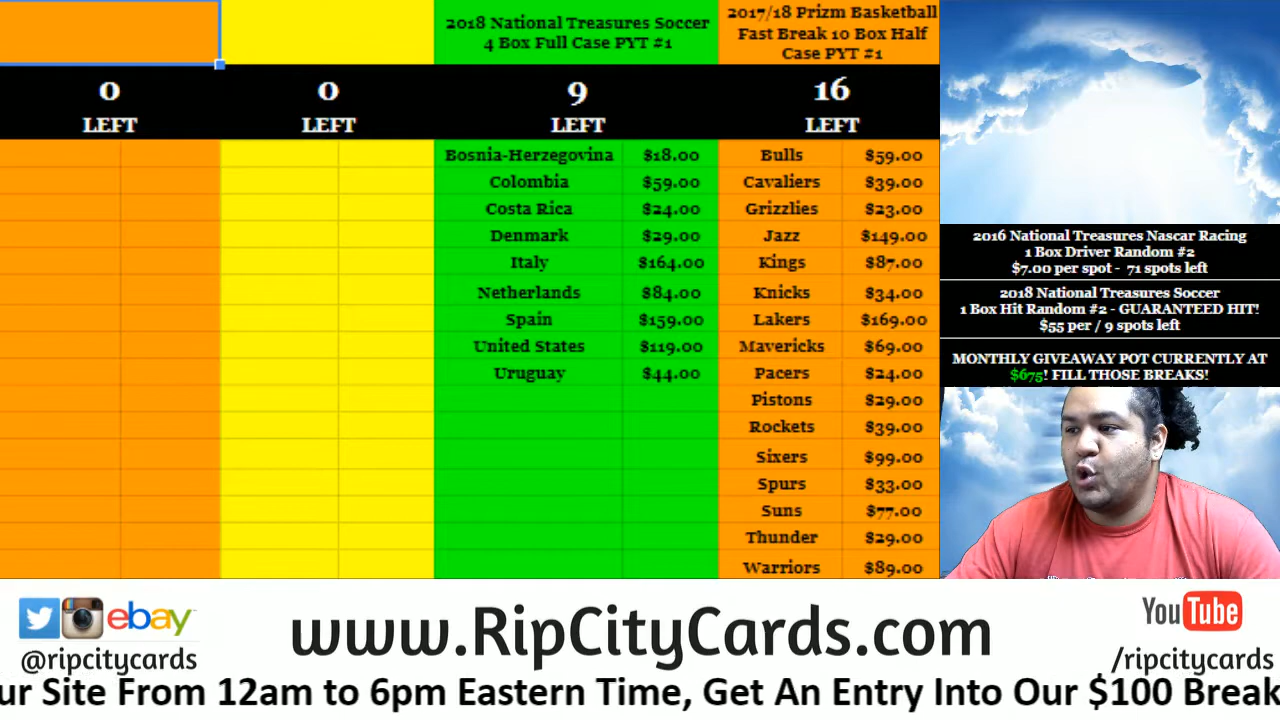 2018 National Treasures Soccer
4 Box Full Case PYT #1
2017/18 Prizm Basketball
Fast Break 10 Box Half
Case PYT #1
0
LEFT
0
LEFT
9
LEFT
16
LEFT
Bosnia-Herzegovina $18.00
Colombia $59.00
Costa Rica $24.00
Denmark $29.00
Italy $164.00
Netherlands $84.00
Spain $159.00
United States $119.00
Uruguay $44.00
Bulls $59.00
Cavaliers $39.00
Grizzlies $23.00
Jazz $149.00
Kings $87.00
Knicks $34.00
Lakers $169.00
Mavericks $69.00
Pacers $24.00
Pistons $29.00
Rockets $39.00
Sixers $99.00
Spurs $33.00
Suns $77.00
Thunder $29.00
Warriors $89.00
2016 National Treasures Nascar Racing
1 Box Driver Random #2
$7.00 per spot - 71 spots left
2018 National Treasures Soccer
1 Box Hit Random #2 - GUARANTEED HIT!
$55 per / 9 spots left
MONTHLY GIVEAWAY POT CURRENTLY AT
$675! FILL THOSE BREAKS!
ebay
@ripcitycards
www.RipCityCards.com
YouTube
/ripcitycards
ur Site From 12am to 6pm Eastern Time, Get An Entry Into Our $100 Break